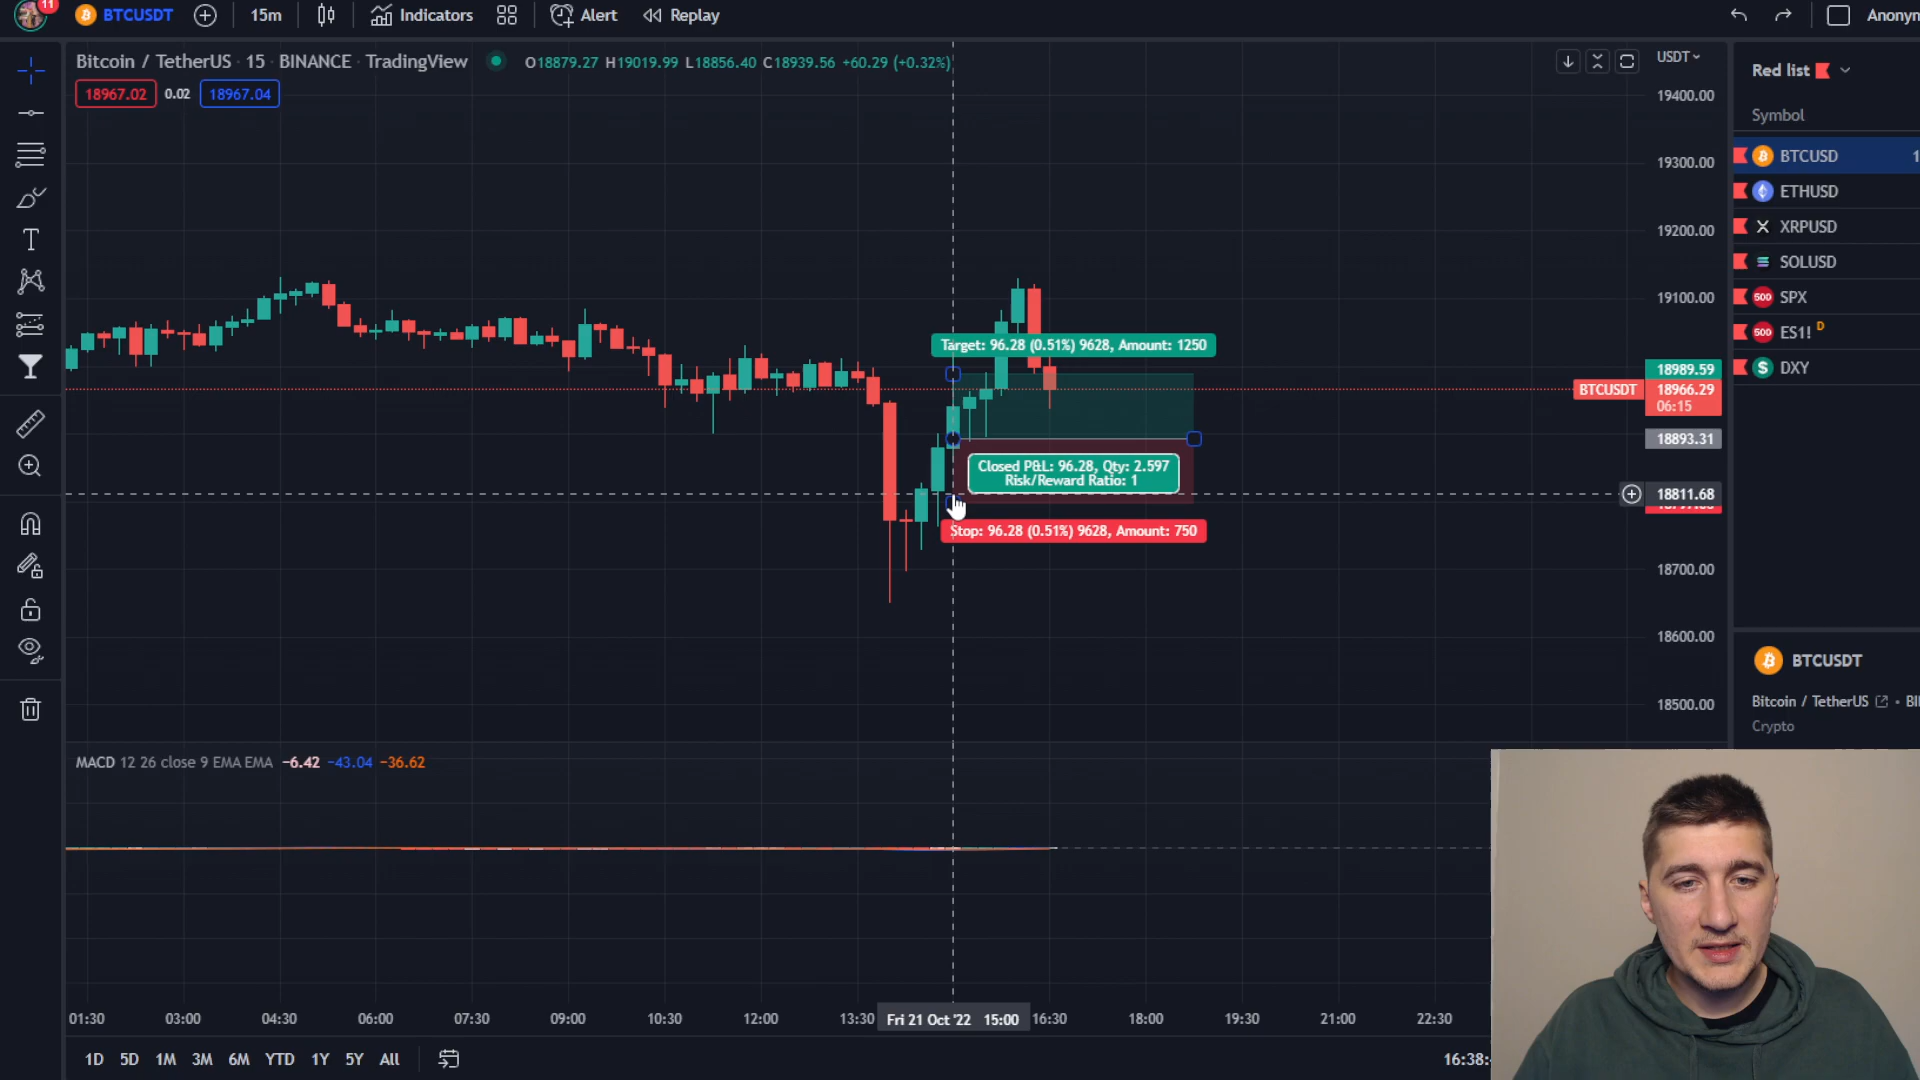 11
BTCUSDT
15m
Indicators
Alert
Replay
Anonym
Bitcoin / TetherUS · 15 · BINANCE · TradingView
O18879.27 H19019.99 L18856.40 C18939.56 +60.29 (+0.32%)
USDT
Red list
18967.02 0.02 18967.04
19400.00
Symbol
19300.00
BTCUSD 1
ETHUSD
19200.00
XRPUSD
SOLUSD
19100.00
500 SPX
500 ES1! D
Target: 96.28 (0.51%) 9628, Amount: 1250
$ DXY
18989.59
BTCUSDT 18966.29
06:15
18893.31
Closed P&L: 96.28, Qty: 2.597
Risk/Reward Ratio: 1
18811.68
Stop: 96.28 (0.51%) 9628, Amount: 750
18700.00
18600.00
BTCUSDT
18500.00
Bitcoin / TetherUS • BI
Crypto
MACD 12 26 close 9 EMA EMA −6.42 −43.04 −36.62
01:30 03:00 04:30 06:00 07:30 09:00 10:30 12:00 13:30 Fri 21 Oct '22 15:00 16:30 18:00 19:30 21:00 22:30
1D 5D 1M 3M 6M YTD 1Y 5Y All
16:38: